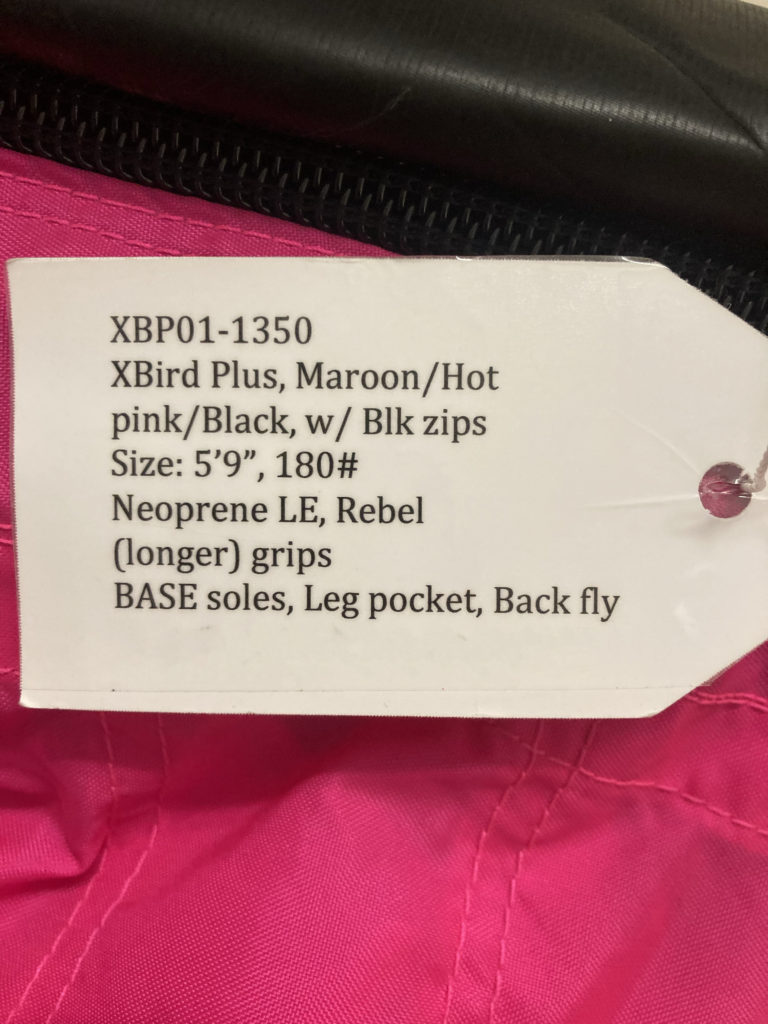 XBP01-1350
XBird Plus, Maroon/Hot
pink/Black, w/ Blk zips
Size: 5’9”, 180#
Neoprene LE, Rebel
(longer) grips
BASE soles, Leg pocket, Back fly